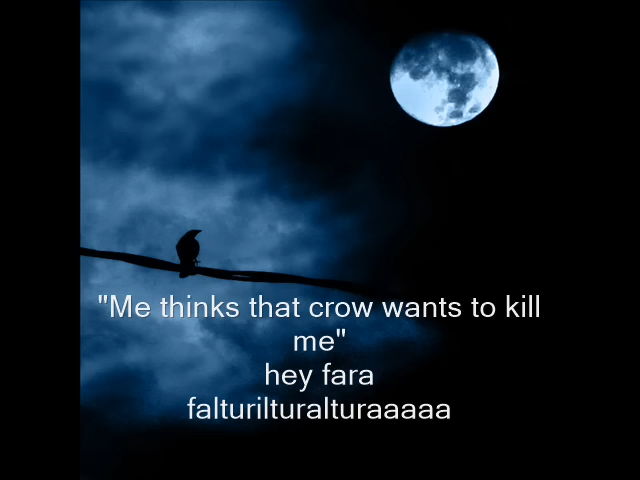 "Me thinks that crow wants to kill
me"
hey fara
falturilturalturaaaaa